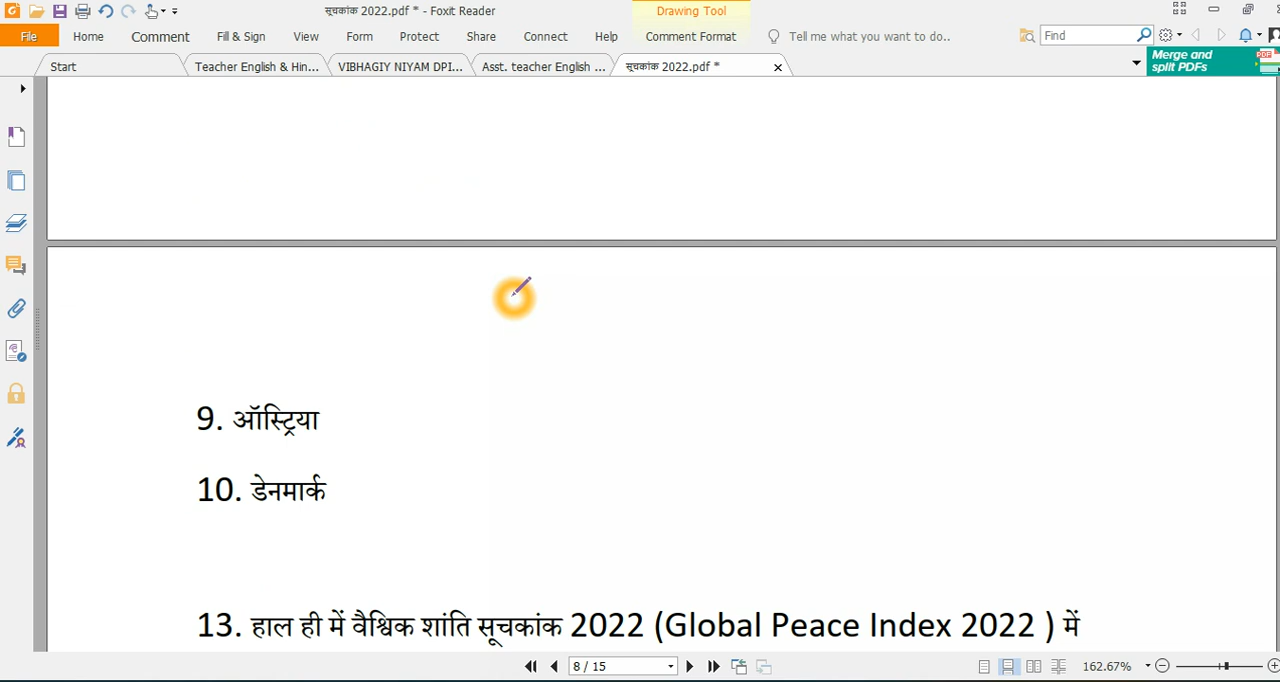 सूचकांक 2022.pdf * - Foxit Reader
Drawing Tool
File Home Comment Fill & Sign View Form Protect Share Connect Help Comment Format Tell me what you want to do.. Find
Start Teacher English & Hin... VIBHAGIY NIYAM DPI... Asst. teacher English ... सूचकांक 2022.pdf * Merge and
split PDFs
9. ऑस्ट्रिया
10. डेनमार्क
13. हाल ही में वैश्विक शांति सूचकांक 2022 (Global Peace Index 2022 ) में
8 / 15 162.67%